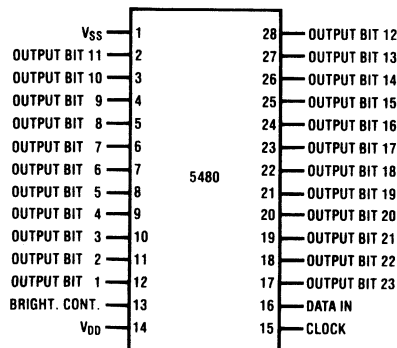 VSS 1 28 OUTPUT BIT 12
OUTPUT BIT 11 2 27 OUTPUT BIT 13
OUTPUT BIT 10 3 26 OUTPUT BIT 14
OUTPUT BIT 9 4 25 OUTPUT BIT 15
OUTPUT BIT 8 5 24 OUTPUT BIT 16
OUTPUT BIT 7 6 23 OUTPUT BIT 17
OUTPUT BIT 6 7 22 OUTPUT BIT 18
5480
OUTPUT BIT 5 8 21 OUTPUT BIT 19
OUTPUT BIT 4 9 20 OUTPUT BIT 20
OUTPUT BIT 3 10 19 OUTPUT BIT 21
OUTPUT BIT 2 11 18 OUTPUT BIT 22
OUTPUT BIT 1 12 17 OUTPUT BIT 23
BRIGHT. CONT. 13 16 DATA IN
VDD 14 15 CLOCK